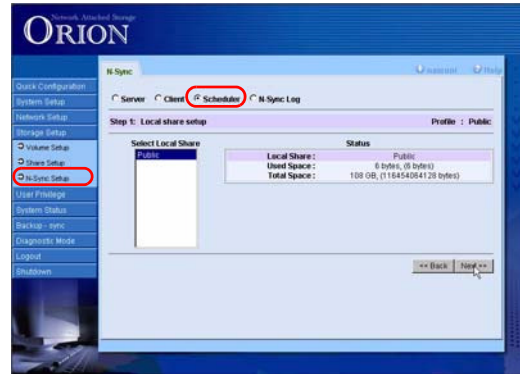 Network Attached Storage
ORION
N-Sync
nasroot
Help
Quick Configuration
System Setup
Network Setup
Storage Setup
Volume Setup
Share Setup
N-Sync Setup
User Privilege
System Status
Backup - sync
Diagnostic Mode
Logout
Shutdown
Server Client Scheduler N-Sync Log
Step 1: Local share setup
Profile : Public
Select Local Share
Public
Status
Local Share : Public
Used Space : 6 bytes, (6 bytes)
Total Space : 108 GB, (116454064128 bytes)
<< Back
Next >>